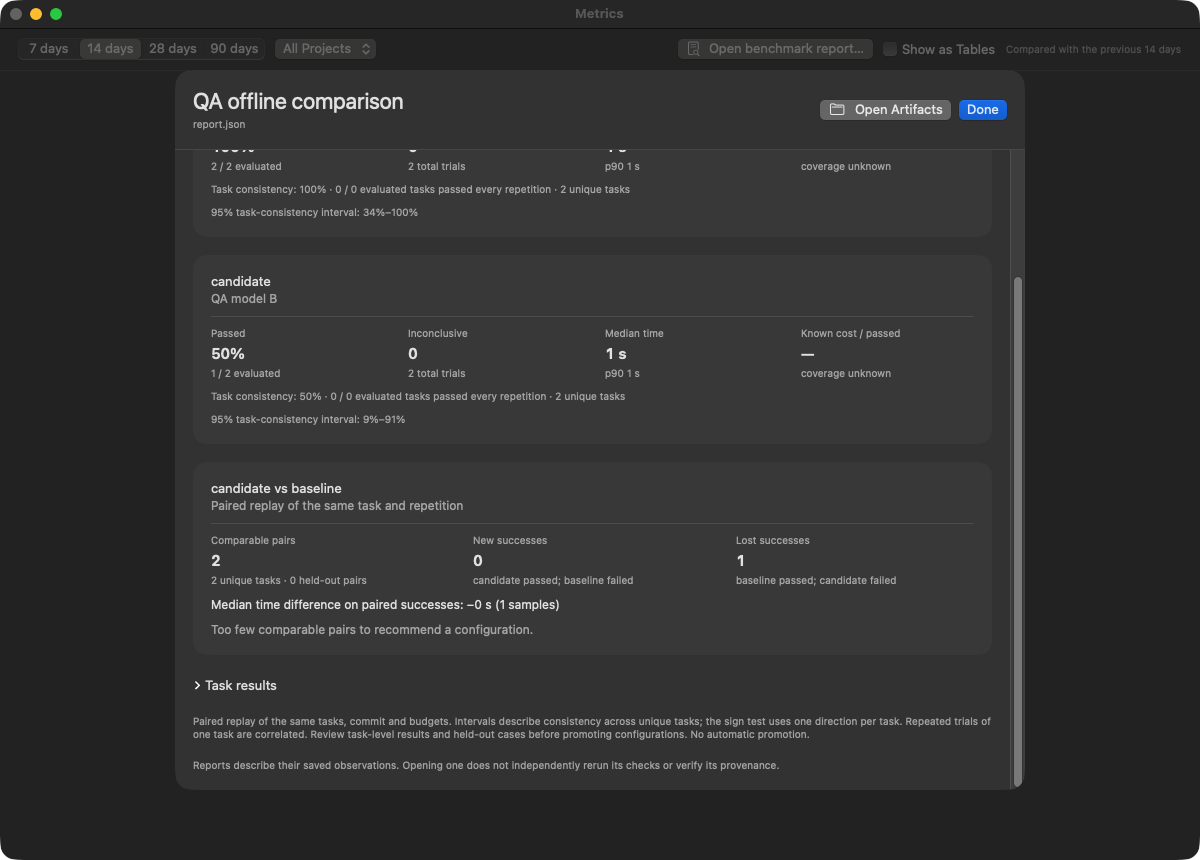 Metrics
7 days 14 days 28 days 90 days All Projects Open benchmark report... Show as Tables Compared with the previous 14 days
QA offline comparison
report.json
Open Artifacts Done
2 / 2 evaluated 2 total trials p90 1 s coverage unknown
Task consistency: 100% · 0 / 0 evaluated tasks passed every repetition · 2 unique tasks
95% task-consistency interval: 34%–100%
candidate
QA model B
Passed Inconclusive Median time Known cost / passed
50% 0 1 s —
1 / 2 evaluated 2 total trials p90 1 s coverage unknown
Task consistency: 50% · 0 / 0 evaluated tasks passed every repetition · 2 unique tasks
95% task-consistency interval: 9%–91%
candidate vs baseline
Paired replay of the same task and repetition
Comparable pairs New successes Lost successes
2 0 1
2 unique tasks · 0 held-out pairs candidate passed; baseline failed baseline passed; candidate failed
Median time difference on paired successes: −0 s (1 samples)
Too few comparable pairs to recommend a configuration.
Task results
Paired replay of the same tasks, commit and budgets. Intervals describe consistency across unique tasks; the sign test uses one direction per task. Repeated trials of
one task are correlated. Review task-level results and held-out cases before promoting configurations. No automatic promotion.
Reports describe their saved observations. Opening one does not independently rerun its checks or verify its provenance.